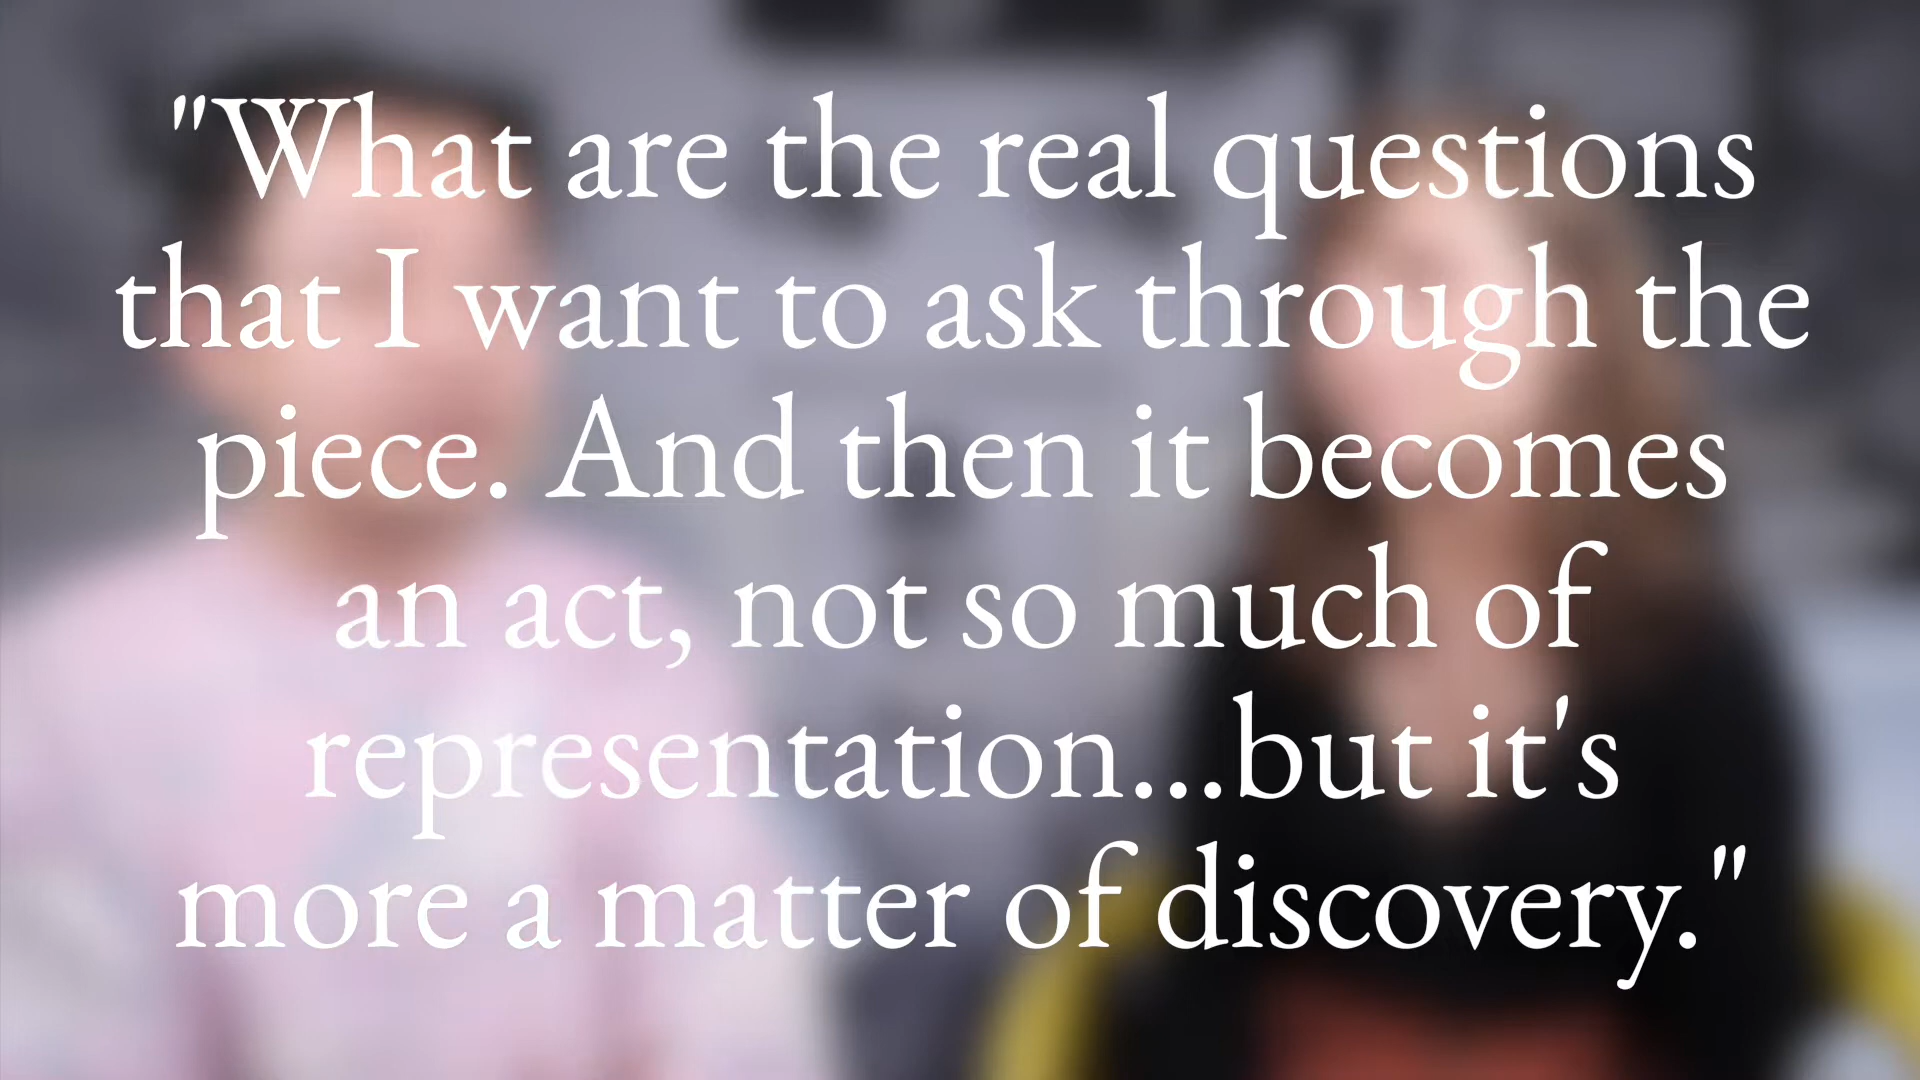 "What are the real questions
that I want to ask through the
piece. And then it becomes
an act, not so much of
representation...but it's
more a matter of discovery."